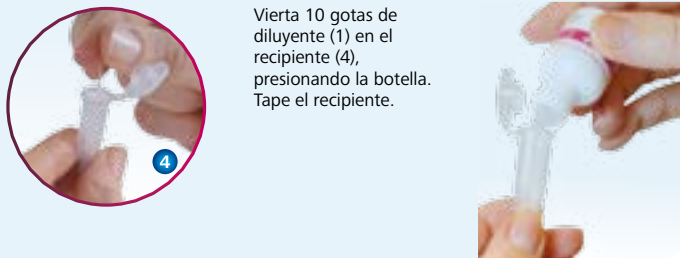 Vierta 10 gotas de
diluyente (1) en el
recipiente (4),
presionando la botella.
Tape el recipiente.
4